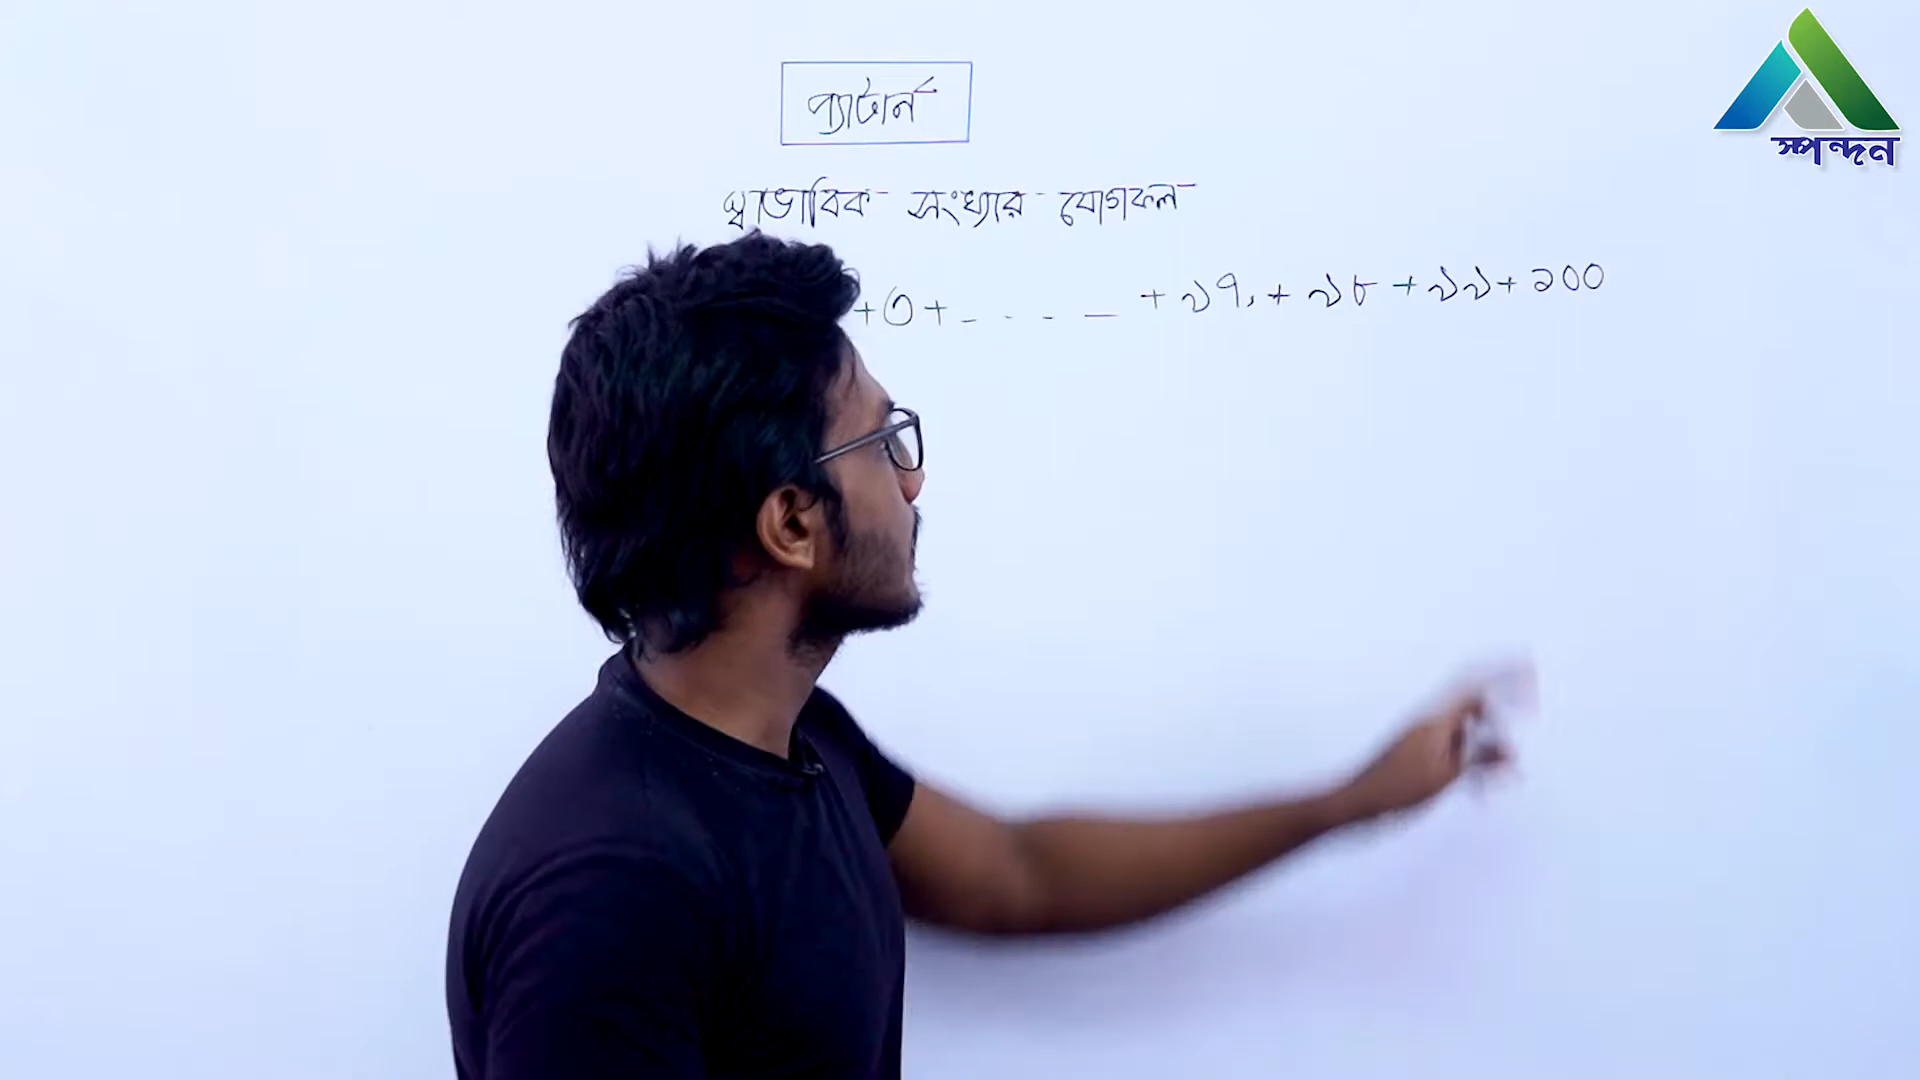 স্পন্দন
প্যাটার্ন
স্বাভাবিক সংখ্যার যোগফল
+৩+ _ . . _ _ + ৯৭, + ৯৮ + ৯৯ + ১০০